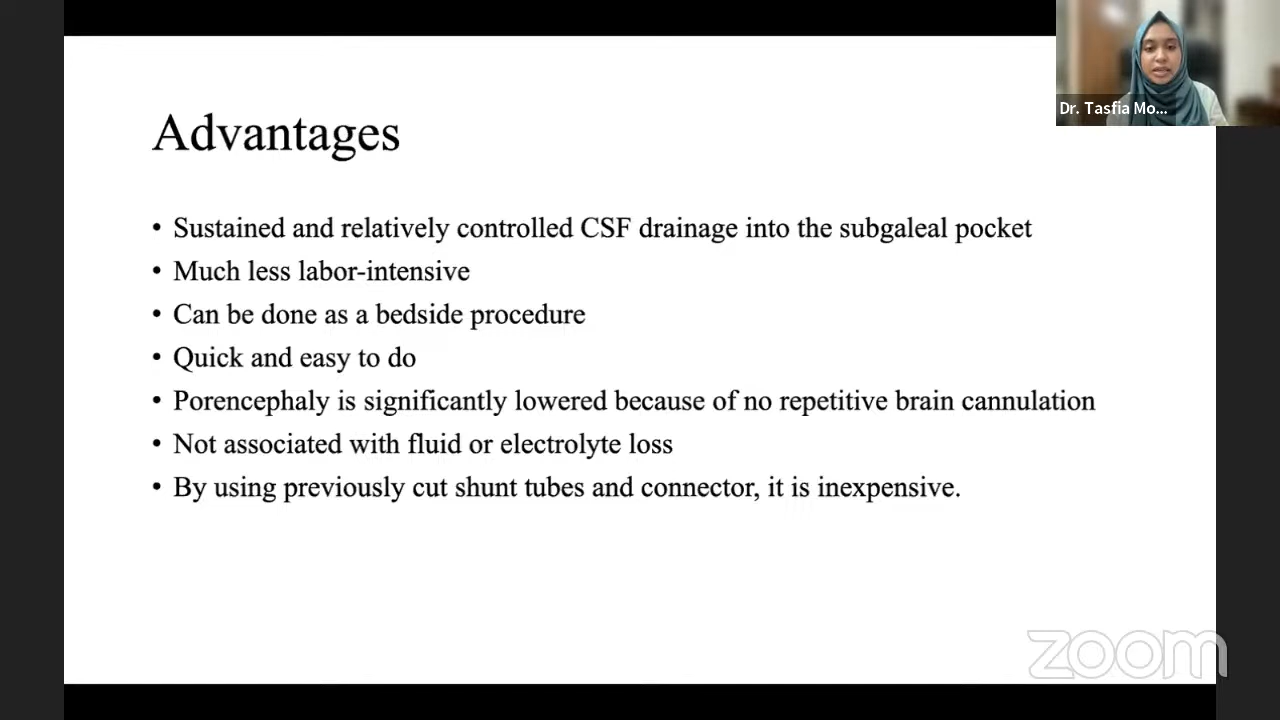 Dr. Tasfia Mo...
Advantages
• Sustained and relatively controlled CSF drainage into the subgaleal pocket
• Much less labor-intensive
• Can be done as a bedside procedure
• Quick and easy to do
• Porencephaly is significantly lowered because of no repetitive brain cannulation
• Not associated with fluid or electrolyte loss
• By using previously cut shunt tubes and connector, it is inexpensive.
zoom